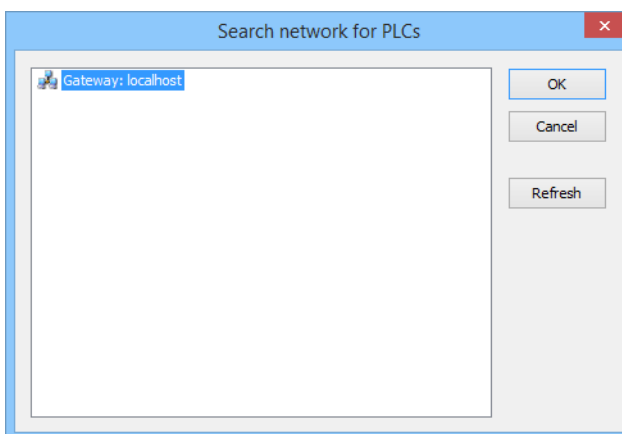 Search network for PLCs
Gateway: localhost
OK
Cancel
Refresh